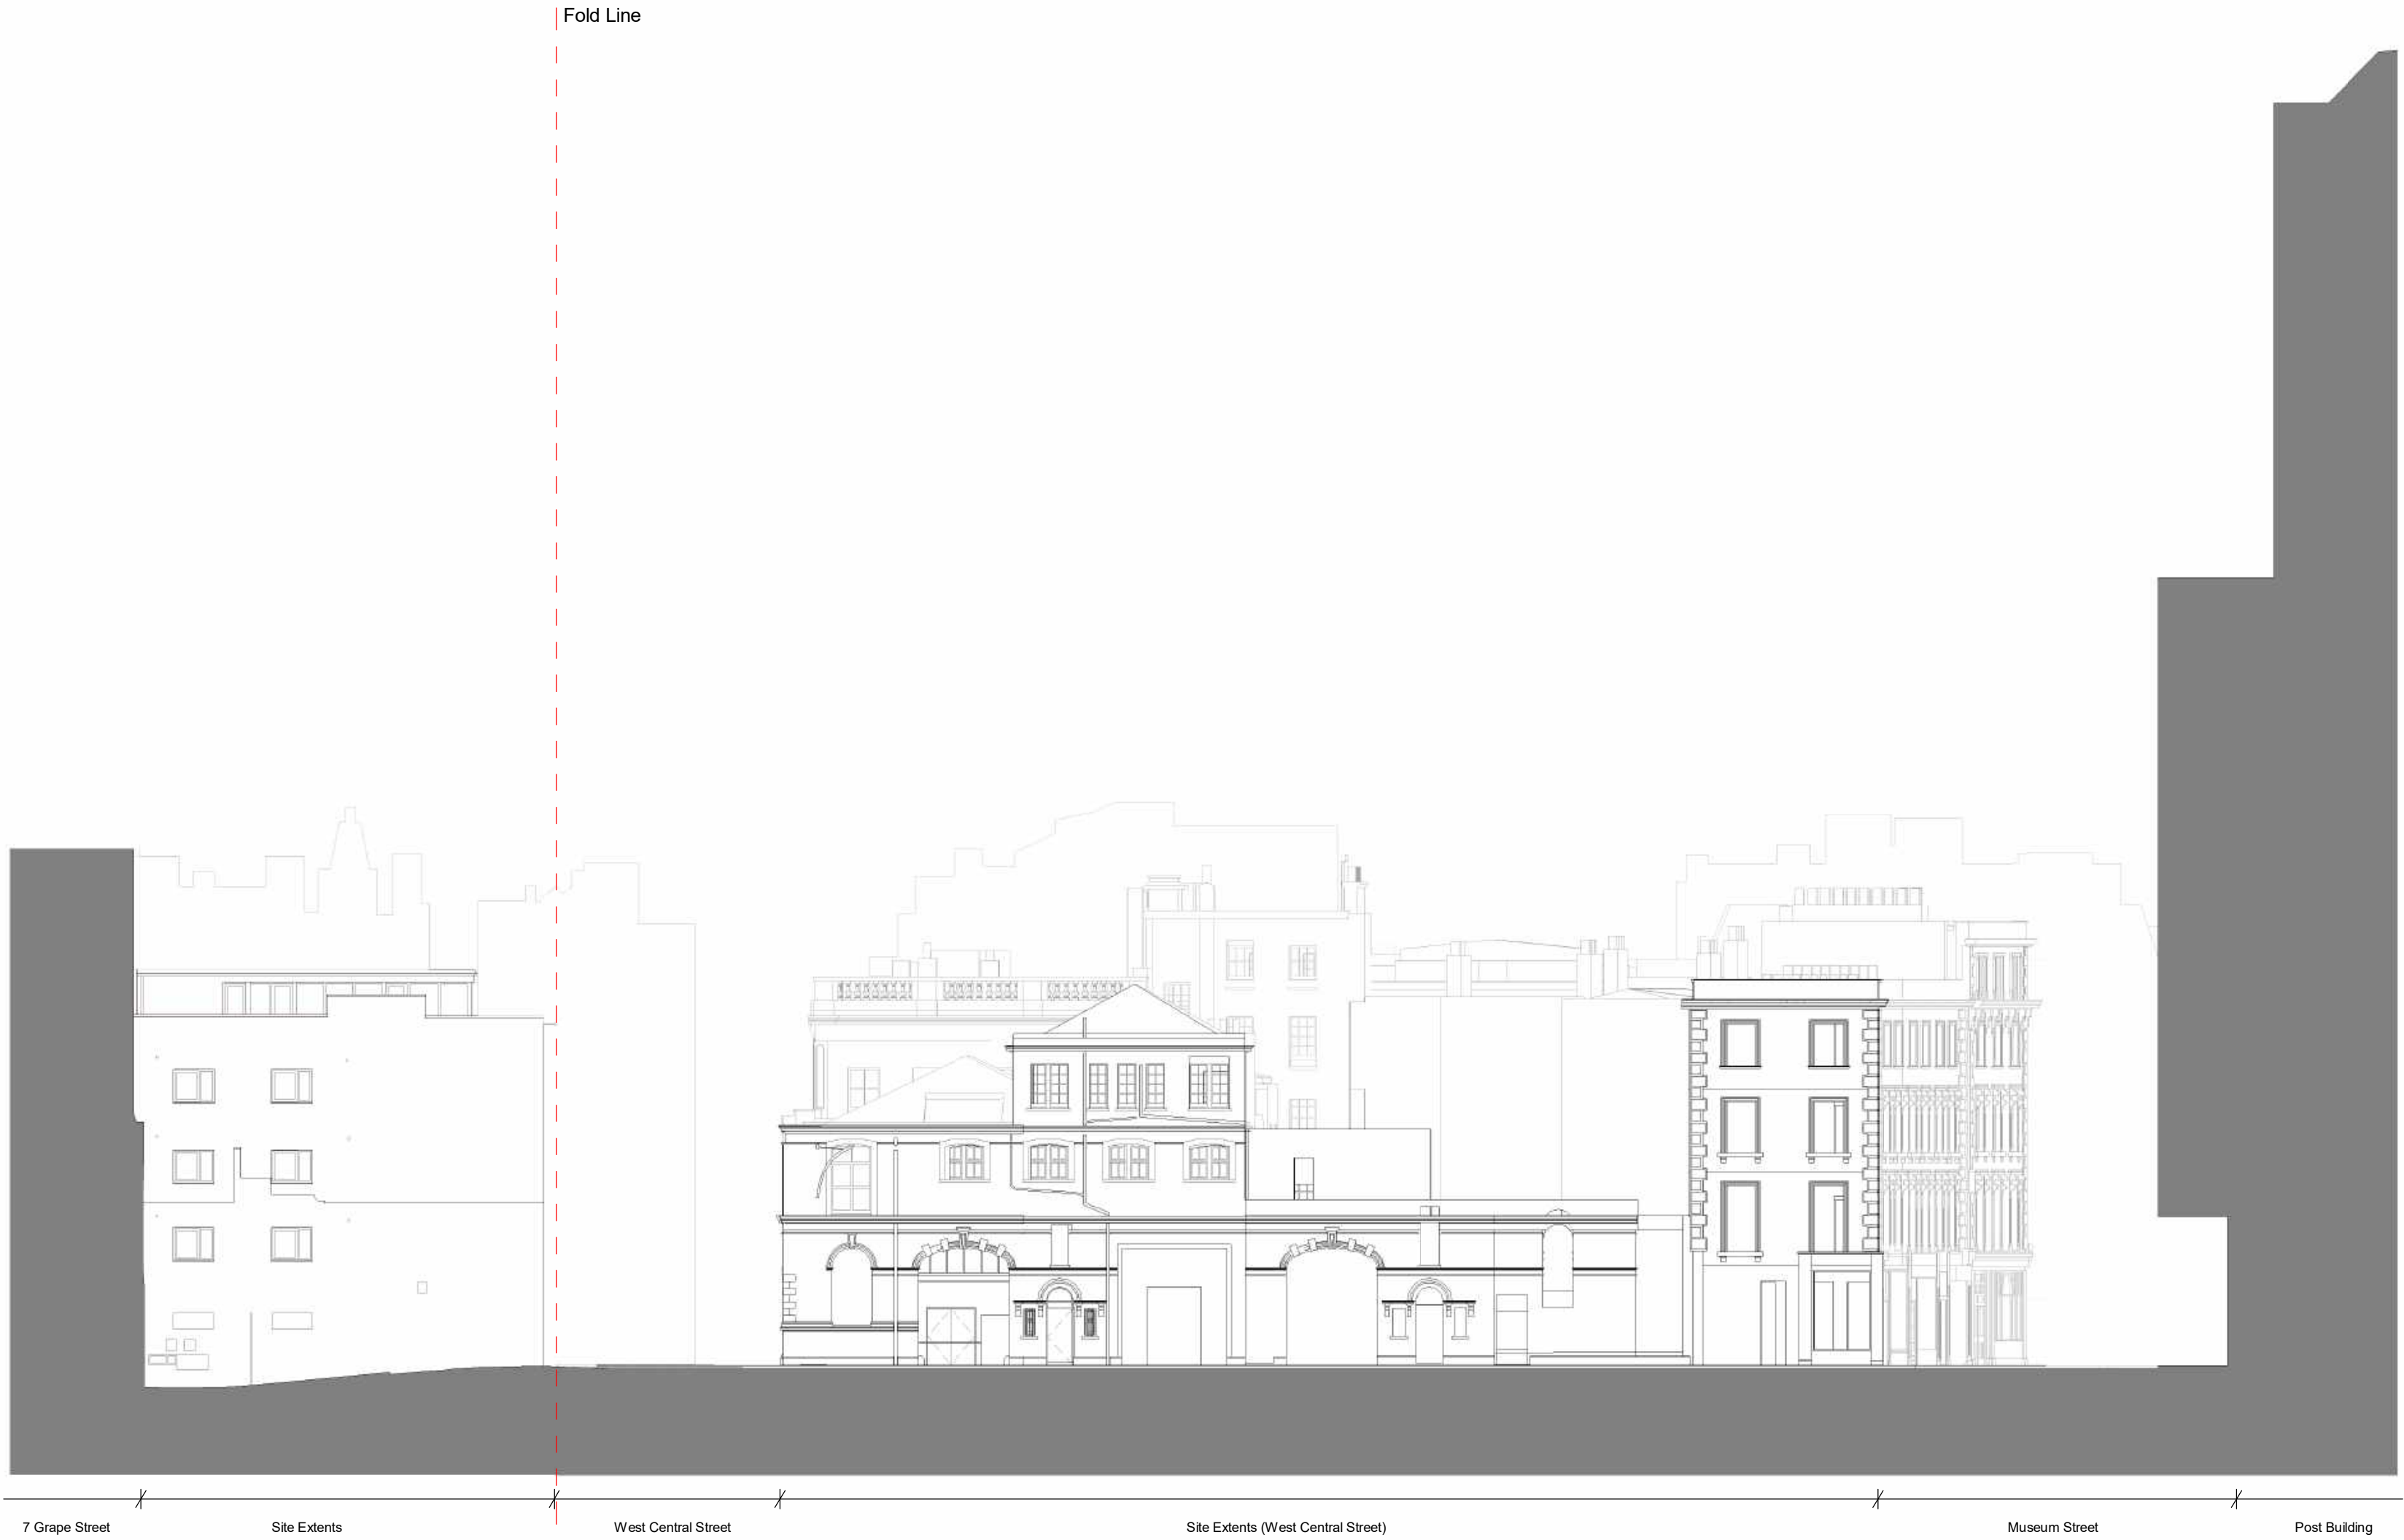 Fold Line
7 Grape Street
Site Extents
West Central Street
Site Extents (West Central Street)
Museum Street
Post Building